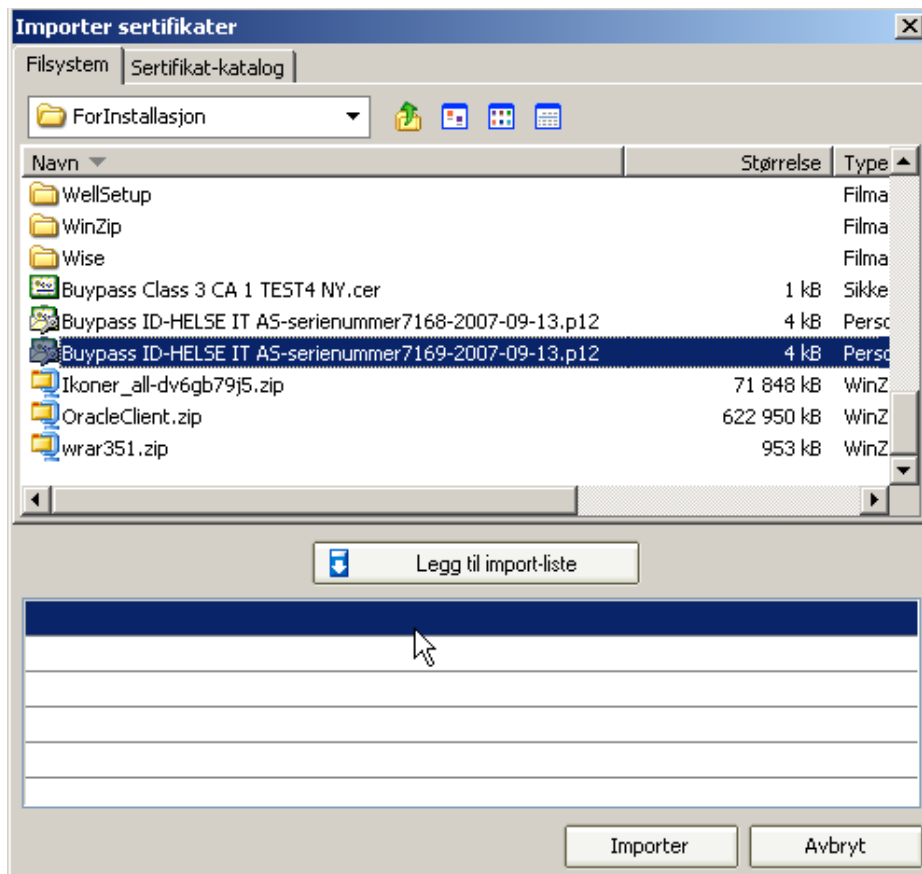 Importer sertifikater
Filsystem Sertifikat-katalog
ForInstallasjon
Navn Størrelse Type
WellSetup Filma
WinZip Filma
Wise Filma
Buypass Class 3 CA 1 TEST4 NY.cer 1 kB Sikke
Buypass ID-HELSE IT AS-serienummer7168-2007-09-13.p12 4 kB Perso
Buypass ID-HELSE IT AS-serienummer7169-2007-09-13.p12 4 kB Perso
Ikoner_all-dv6gb79j5.zip 71 848 kB WinZ
OracleClient.zip 622 950 kB WinZ
wrar351.zip 953 kB WinZ
Legg til import-liste
Importer Avbryt